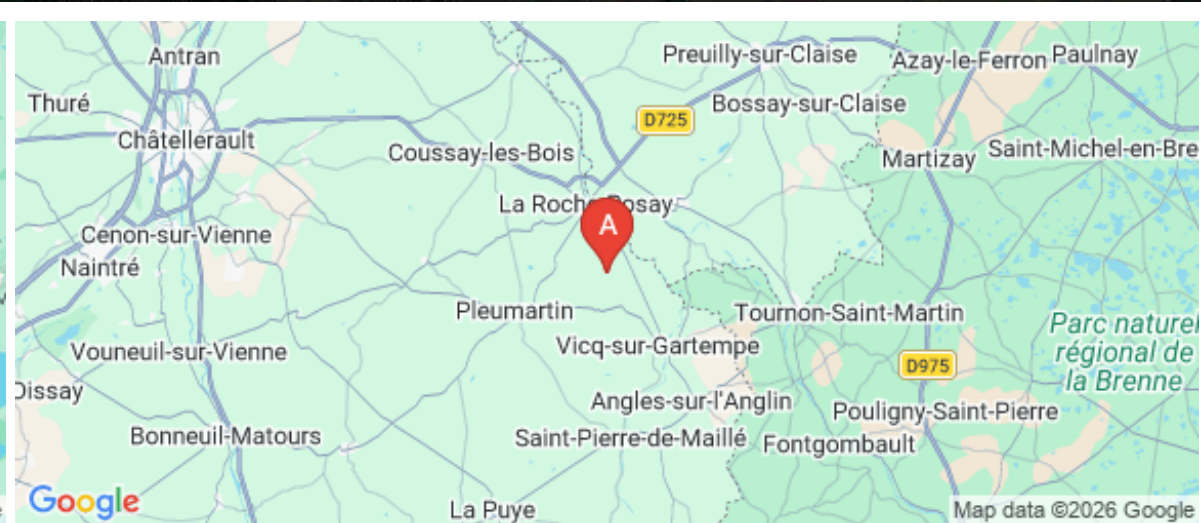 Antran
Preuilly-sur-Claise
Azay-le-Ferron
Paulnay
Thuré
Bossay-sur-Claise
D725
Châtellerault
Coussay-les-Bois
Martizay
Saint-Michel-en-Bre
La Roche-Posay
A
Cenon-sur-Vienne
Naintré
Pleumartin
Tournon-Saint-Martin
Parc naturel
régional de
la Brenne
Vouneuil-sur-Vienne
Vicq-sur-Gartempe
D975
Dissay
Angles-sur-l'Anglin
Pouligny-Saint-Pierre
Bonneuil-Matours
Saint-Pierre-de-Maillé
Fontgombault
Google
La Puye
Map data ©2026 Google